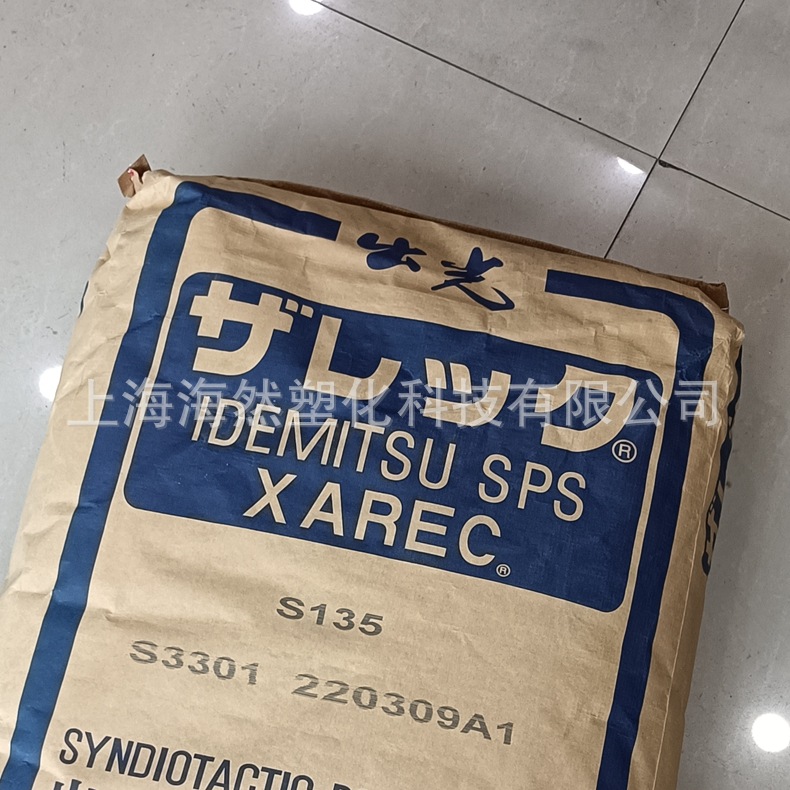 出光
ザレック®
IDEMITSU SPS
XAREC®
S135
S3301 220309A1
SYNDIOTACTIC
上海海然塑化科技有限公司